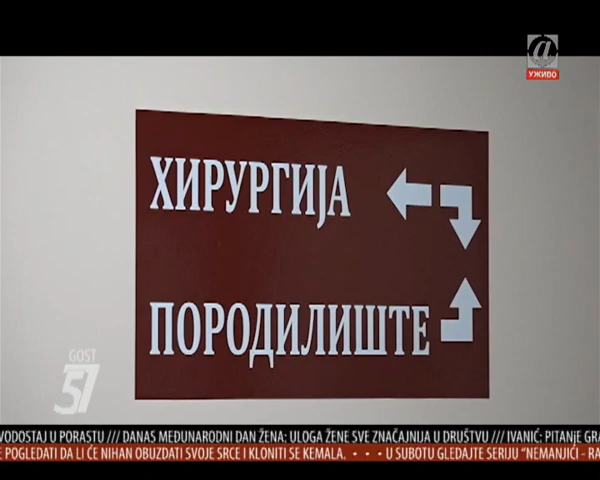 a
УЖИВО
ХИРУРГИЈА
ПОРОДИЛИШТЕ
GOST
57
VODOSTAJ U PORASTU /// DANAS MEĐUNARODNI DAN ŽENA: ULOGA ŽENE SVE ZNAČAJNIJA U DRUŠTVU /// IVANIĆ: PITANJE GRA
E POGLEDATI DA LI ĆE NIHAN OBUZDATI SVOJE SRCE I KLONITI SE KEMALA. • • • U SUBOTU GLEDAJTE SERIJU "NEMANJIĆI - RA